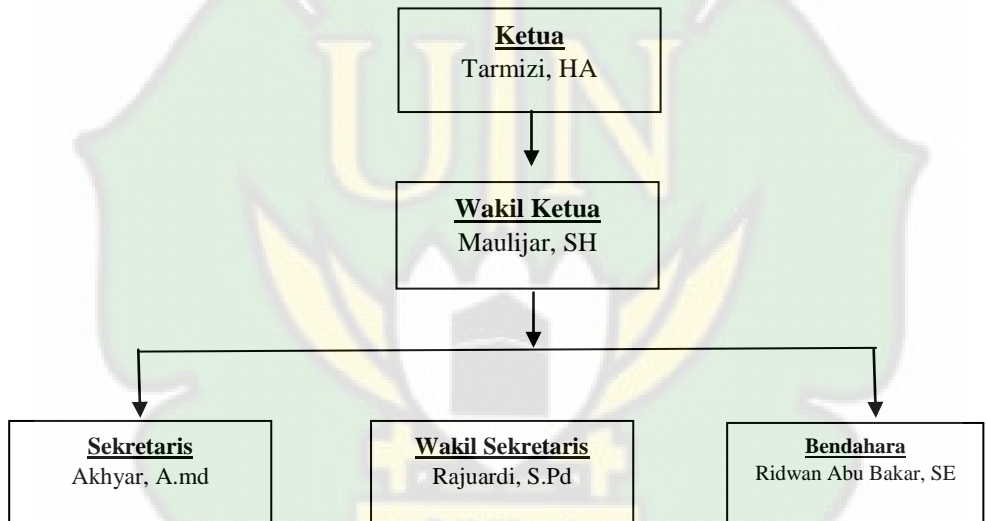 UIN
Ketua
Tarmizi, HA
Wakil Ketua
Maulijar, SH
Sekretaris
Akhyar, A.md
Wakil Sekretaris
Rajuardi, S.Pd
Bendahara
Ridwan Abu Bakar, SE